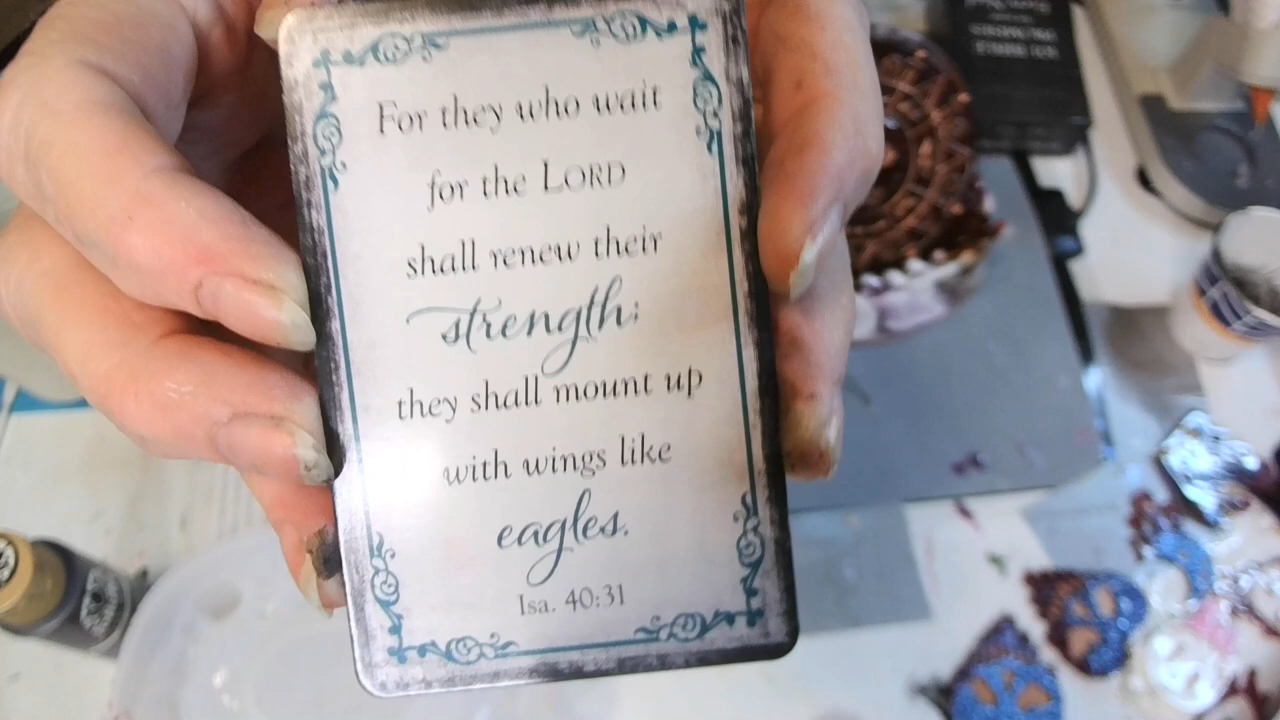 For they who wait
for the LORD
shall renew their
strength;
they shall mount up
with wings like
eagles.
Isa. 40:31